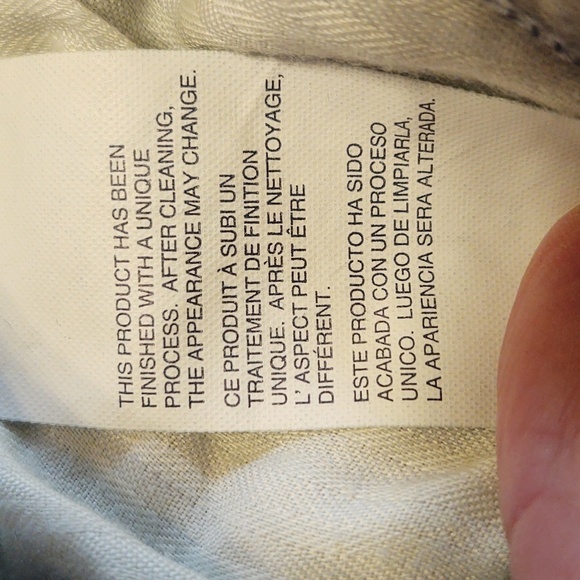 THIS PRODUCT HAS BEEN
FINISHED WITH A UNIQUE
PROCESS. AFTER CLEANING,
THE APPEARANCE MAY CHANGE.
CE PRODUIT À SUBI UN
TRAITEMENT DE FINITION
UNIQUE. APRÈS LE NETTOYAGE,
L' ASPECT PEUT ÊTRE
DIFFÉRENT.
ESTE PRODUCTO HA SIDO
ACABADA CON UN PROCESO
UNICO. LUEGO DE LIMPIARLA,
LA APARIENCIA SERA ALTERADA.